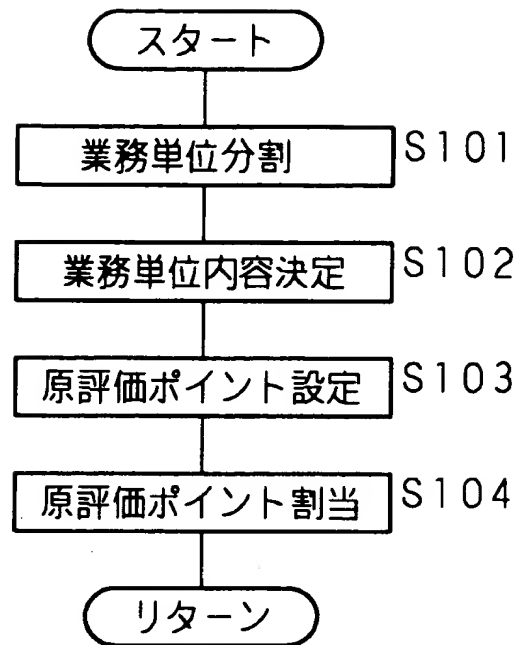 スタート
業務単位分割 S101
業務単位内容決定 S102
原評価ポイント設定 S103
原評価ポイント割当 S104
リターン